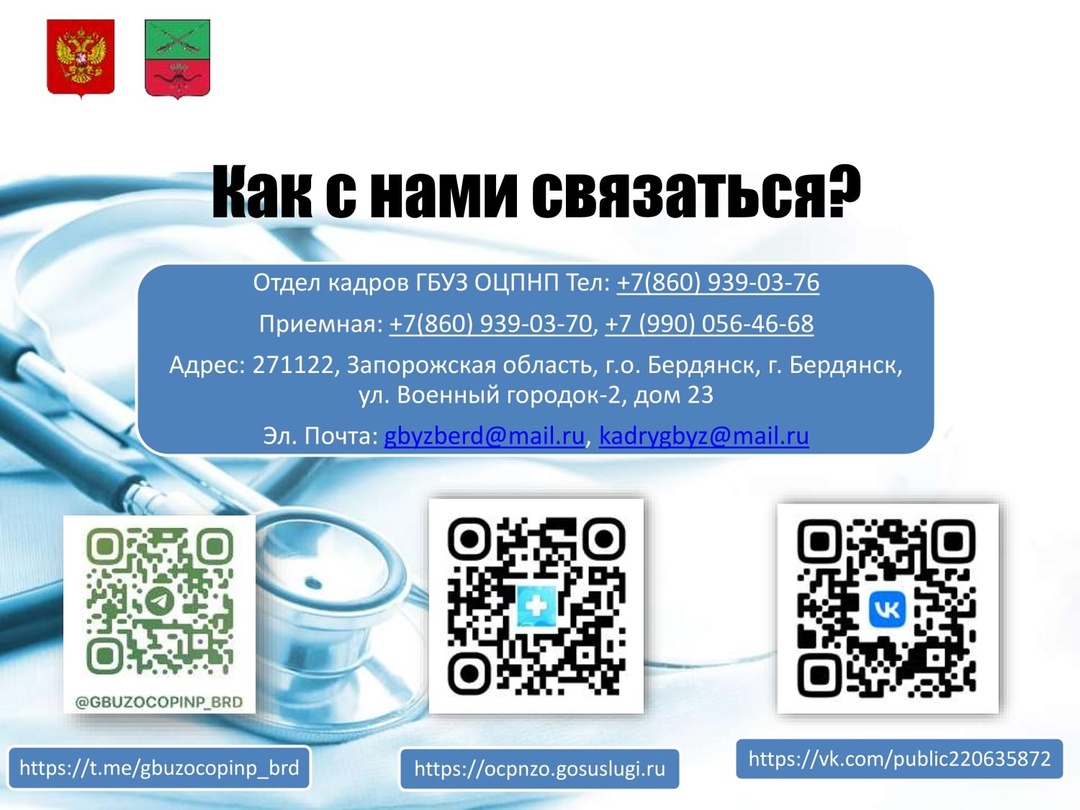 Как с нами связаться?
Отдел кадров ГБУЗ ОЦПНП Тел: +7(860) 939-03-76
Приемная: +7(860) 939-03-70, +7 (990) 056-46-68
Адрес: 271122, Запорожская область, г.о. Бердянск, г. Бердянск,
ул. Военный городок-2, дом 23
Эл. Почта: gbyzberd@mail.ru, kadrygbyz@mail.ru
@GBUZOCOPINP_BRD
https://t.me/gbuzocopinp_brd
https://ocpnzo.gosuslugi.ru
https://vk.com/public220635872